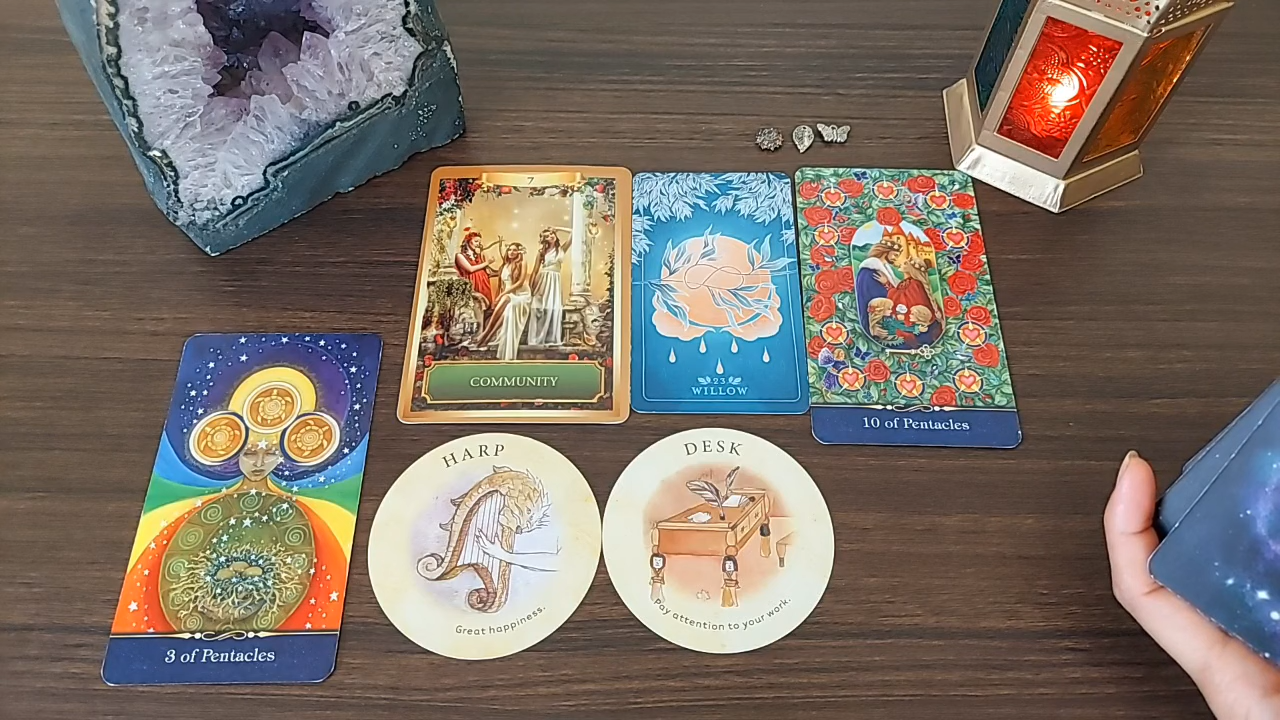 7
COMMUNITY
23
WILLOW
10 of Pentacles
HARP
Great happiness.
DESK
Pay attention to your work.
3 of Pentacles